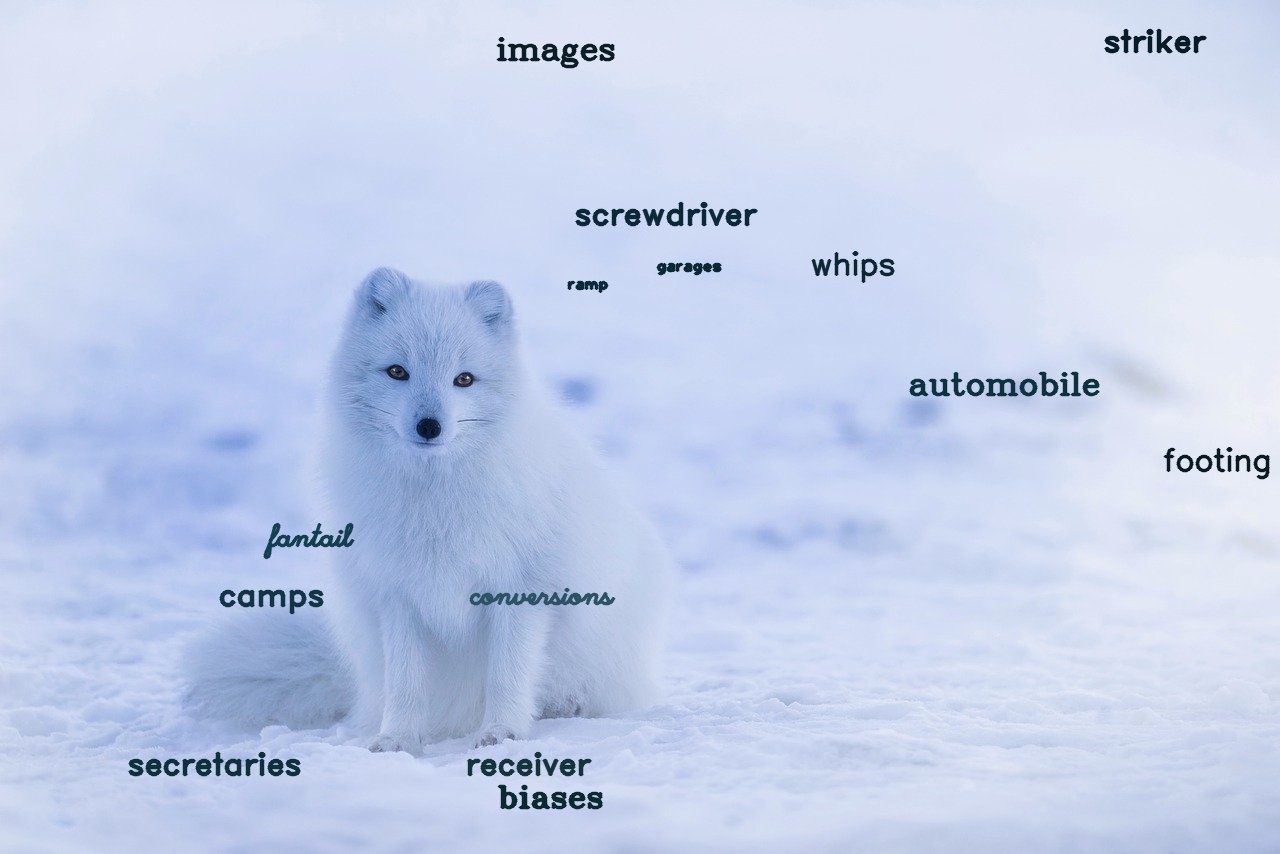 images
striker
screwdriver
garages
whips
ramp
automobile
footing
fantail
camps
conversions
secretaries
receiver
biases